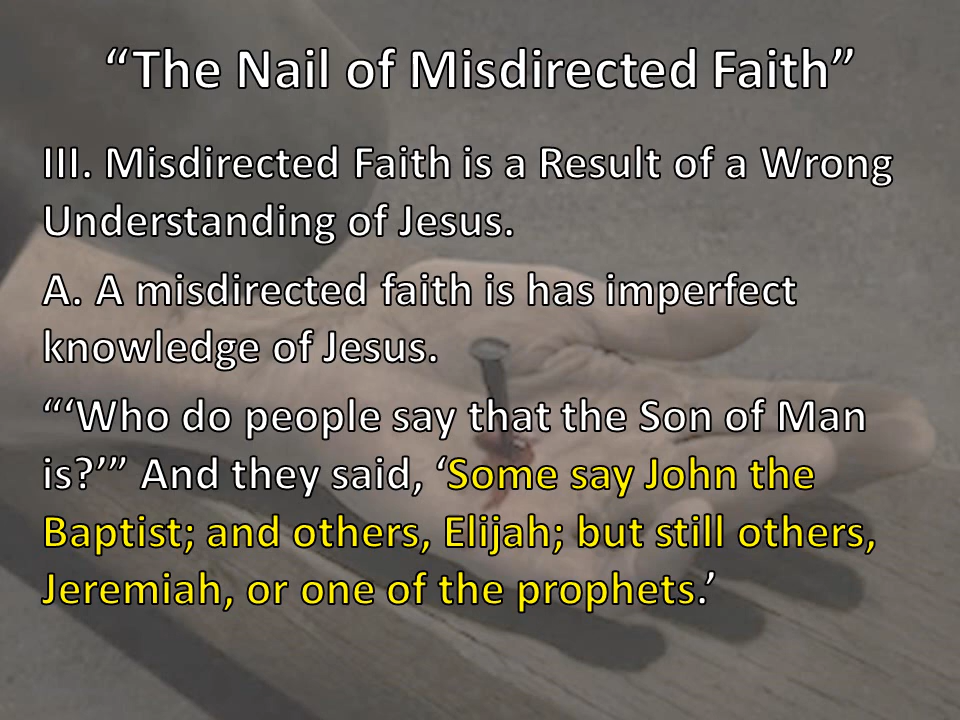 “The Nail of Misdirected Faith”
III. Misdirected Faith is a Result of a Wrong
Understanding of Jesus.
A. A misdirected faith is has imperfect
knowledge of Jesus.
“‘Who do people say that the Son of Man
is?’” And they said, ‘Some say John the
Baptist; and others, Elijah; but still others,
Jeremiah, or one of the prophets.’